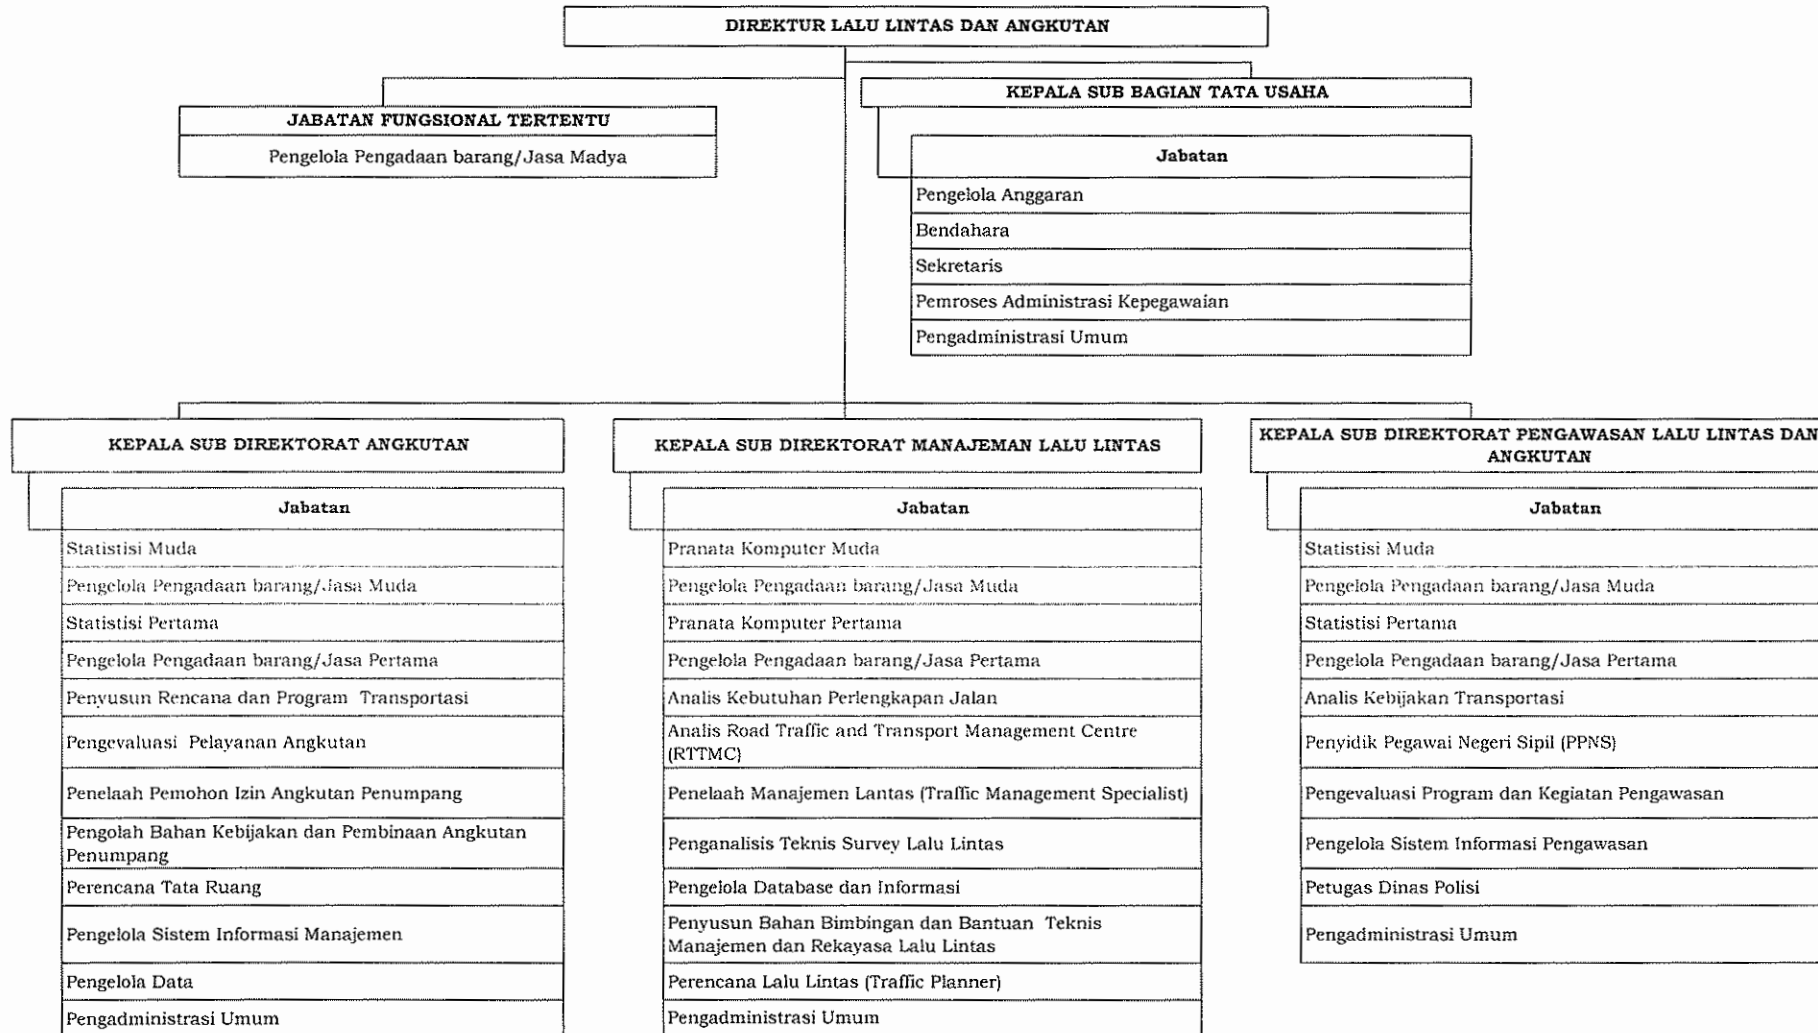 DIREKTUR LALU LINTAS DAN ANGKUTAN
JABATAN FUNGSIONAL TERTENTU
Pengelola Pengadaan barang/Jasa Madya
KEPALA SUB BAGIAN TATA USAHA
Jabatan
Pengelola Anggaran
Bendahara
Sekretaris
Pemroses Administrasi Kepegawaian
Pengadministrasi Umum
KEPALA SUB DIREKTORAT ANGKUTAN
Jabatan
Statistisi Muda
Pengelola Pengadaan barang/Jasa Muda
Statistisi Pertama
Pengelola Pengadaan barang/Jasa Pertama
Penyusun Rencana dan Program Transportasi
Pengevaluasi Pelayanan Angkutan
Penelaah Pemohon Izin Angkutan Penumpang
Pengolah Bahan Kebijakan dan Pembinaan Angkutan
Penumpang
Perencana Tata Ruang
Pengelola Sistem Informasi Manajemen
Pengelola Data
Pengadministrasi Umum
KEPALA SUB DIREKTORAT MANAJEMAN LALU LINTAS
Jabatan
Pranata Komputer Muda
Pengelola Pengadaan barang/Jasa Muda
Pranata Komputer Pertama
Pengelola Pengadaan barang/Jasa Pertama
Analis Kebutuhan Perlengkapan Jalan
Analis Road Traffic and Transport Management Centre
(RTTMC)
Penelaah Manajemen Lantas (Traffic Management Specialist)
Penganalisis Teknis Survey Lalu Lintas
Pengelola Database dan Informasi
Penyusun Bahan Bimbingan dan Bantuan Teknis
Manajemen dan Rekayasa Lalu Lintas
Perencana Lalu Lintas (Traffic Planner)
Pengadministrasi Umum
KEPALA SUB DIREKTORAT PENGAWASAN LALU LINTAS DAN
ANGKUTAN
Jabatan
Statistisi Muda
Pengelola Pengadaan barang/Jasa Muda
Statistisi Pertama
Pengelola Pengadaan barang/Jasa Pertama
Analis Kebijakan Transportasi
Penyidik Pegawai Negeri Sipil (PPNS)
Pengevaluasi Program dan Kegiatan Pengawasan
Pengelola Sistem Informasi Pengawasan
Petugas Dinas Polisi
Pengadministrasi Umum